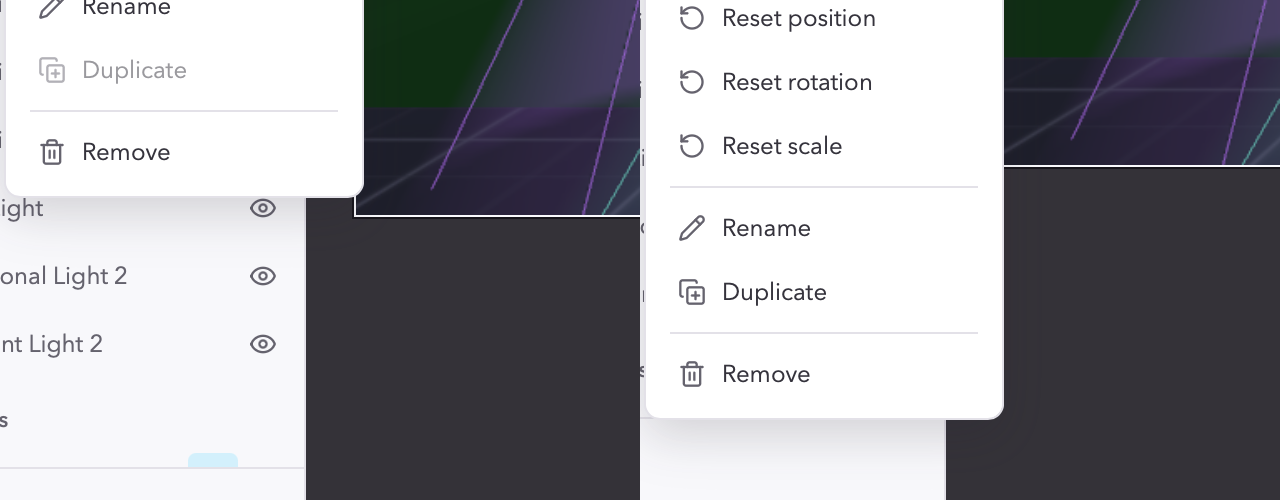 Rename
Duplicate
Remove
ight
onal Light 2
nt Light 2
s
Reset position
Reset rotation
Reset scale
Rename
Duplicate
Remove